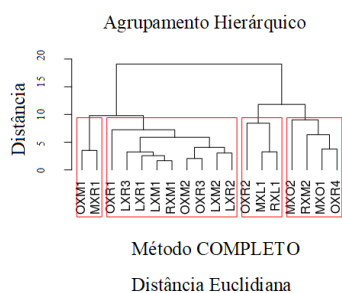 Agrupamento Hierárquico
Distância
20
15
10
5
0
OXM1
MXR1
OXR1
LXR3
LXR1
LXM1
RXM1
OXM2
OXR3
LXM2
LXR2
OXR2
MXL1
RXL1
MXO2
RXM2
MXO1
OXR4
Método COMPLETO
Distância Euclidiana